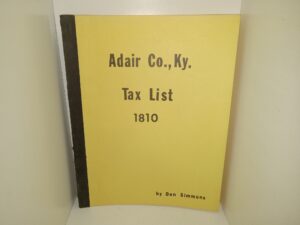 Adair Co., Ky.
Tax List
1810
by Don Simmons